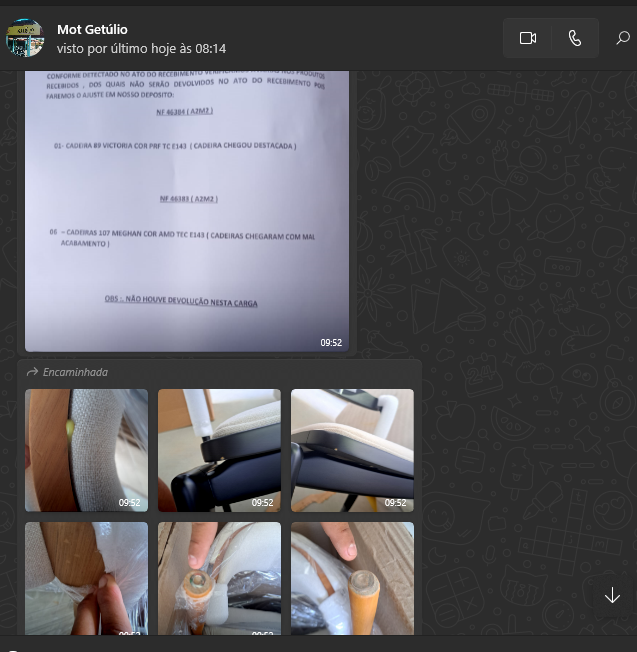 Mot Getúlio
visto por último hoje às 08:14
CONFORME DETECTADO NO ATO DO RECEBIMENTO NOS PRODUTOS
RECEBIDOS , DOS QUAIS NÃO SERÃO DEVOLVIDOS NO ATO DO RECEBIMENTO POIS
FAREMOS O AJUSTE EM NOSSO DEPOSITO:
NF 46384 ( A2M2 )
01- CADEIRA 89 VICTORIA COR PRF TC E143 ( CADEIRA CHEGOU DESTACADA )
NF 46383 ( A2M2 )
06 – CADEIRAS 107 MEGHAN COR AMO TEC E143 ( CADEIRAS CHEGARAM COM MAL
ACABAMENTO )
OBS :. NÃO HOUVE DEVOLUÇÃO NESTA CARGA
09:52
Encaminhada
09:52
09:52
09:52
09:52
09:52